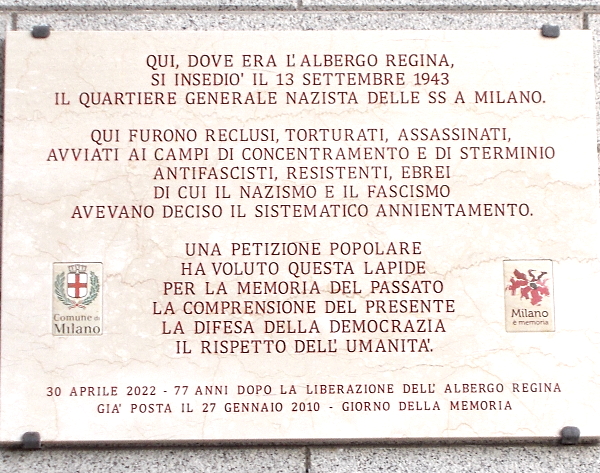 QUI, DOVE ERA L'ALBERGO REGINA,
SI INSEDIO' IL 13 SETTEMBRE 1943
IL QUARTIERE GENERALE NAZISTA DELLE SS A MILANO.
QUI FURONO RECLUSI, TORTURATI, ASSASSINATI,
AVVIATI AI CAMPI DI CONCENTRAMENTO E DI STERMINIO
ANTIFASCISTI, RESISTENTI, EBREI
DI CUI IL NAZISMO E IL FASCISMO
AVEVANO DECISO IL SISTEMATICO ANNIENTAMENTO.
UNA PETIZIONE POPOLARE
HA VOLUTO QUESTA LAPIDE
PER LA MEMORIA DEL PASSATO
LA COMPRENSIONE DEL PRESENTE
LA DIFESA DELLA DEMOCRAZIA
IL RISPETTO DELL' UMANITA'.
Comune di
Milano
Milano
è memoria
30 APRILE 2022 - 77 ANNI DOPO LA LIBERAZIONE DELL' ALBERGO REGINA
GIA' POSTA IL 27 GENNAIO 2010 - GIORNO DELLA MEMORIA